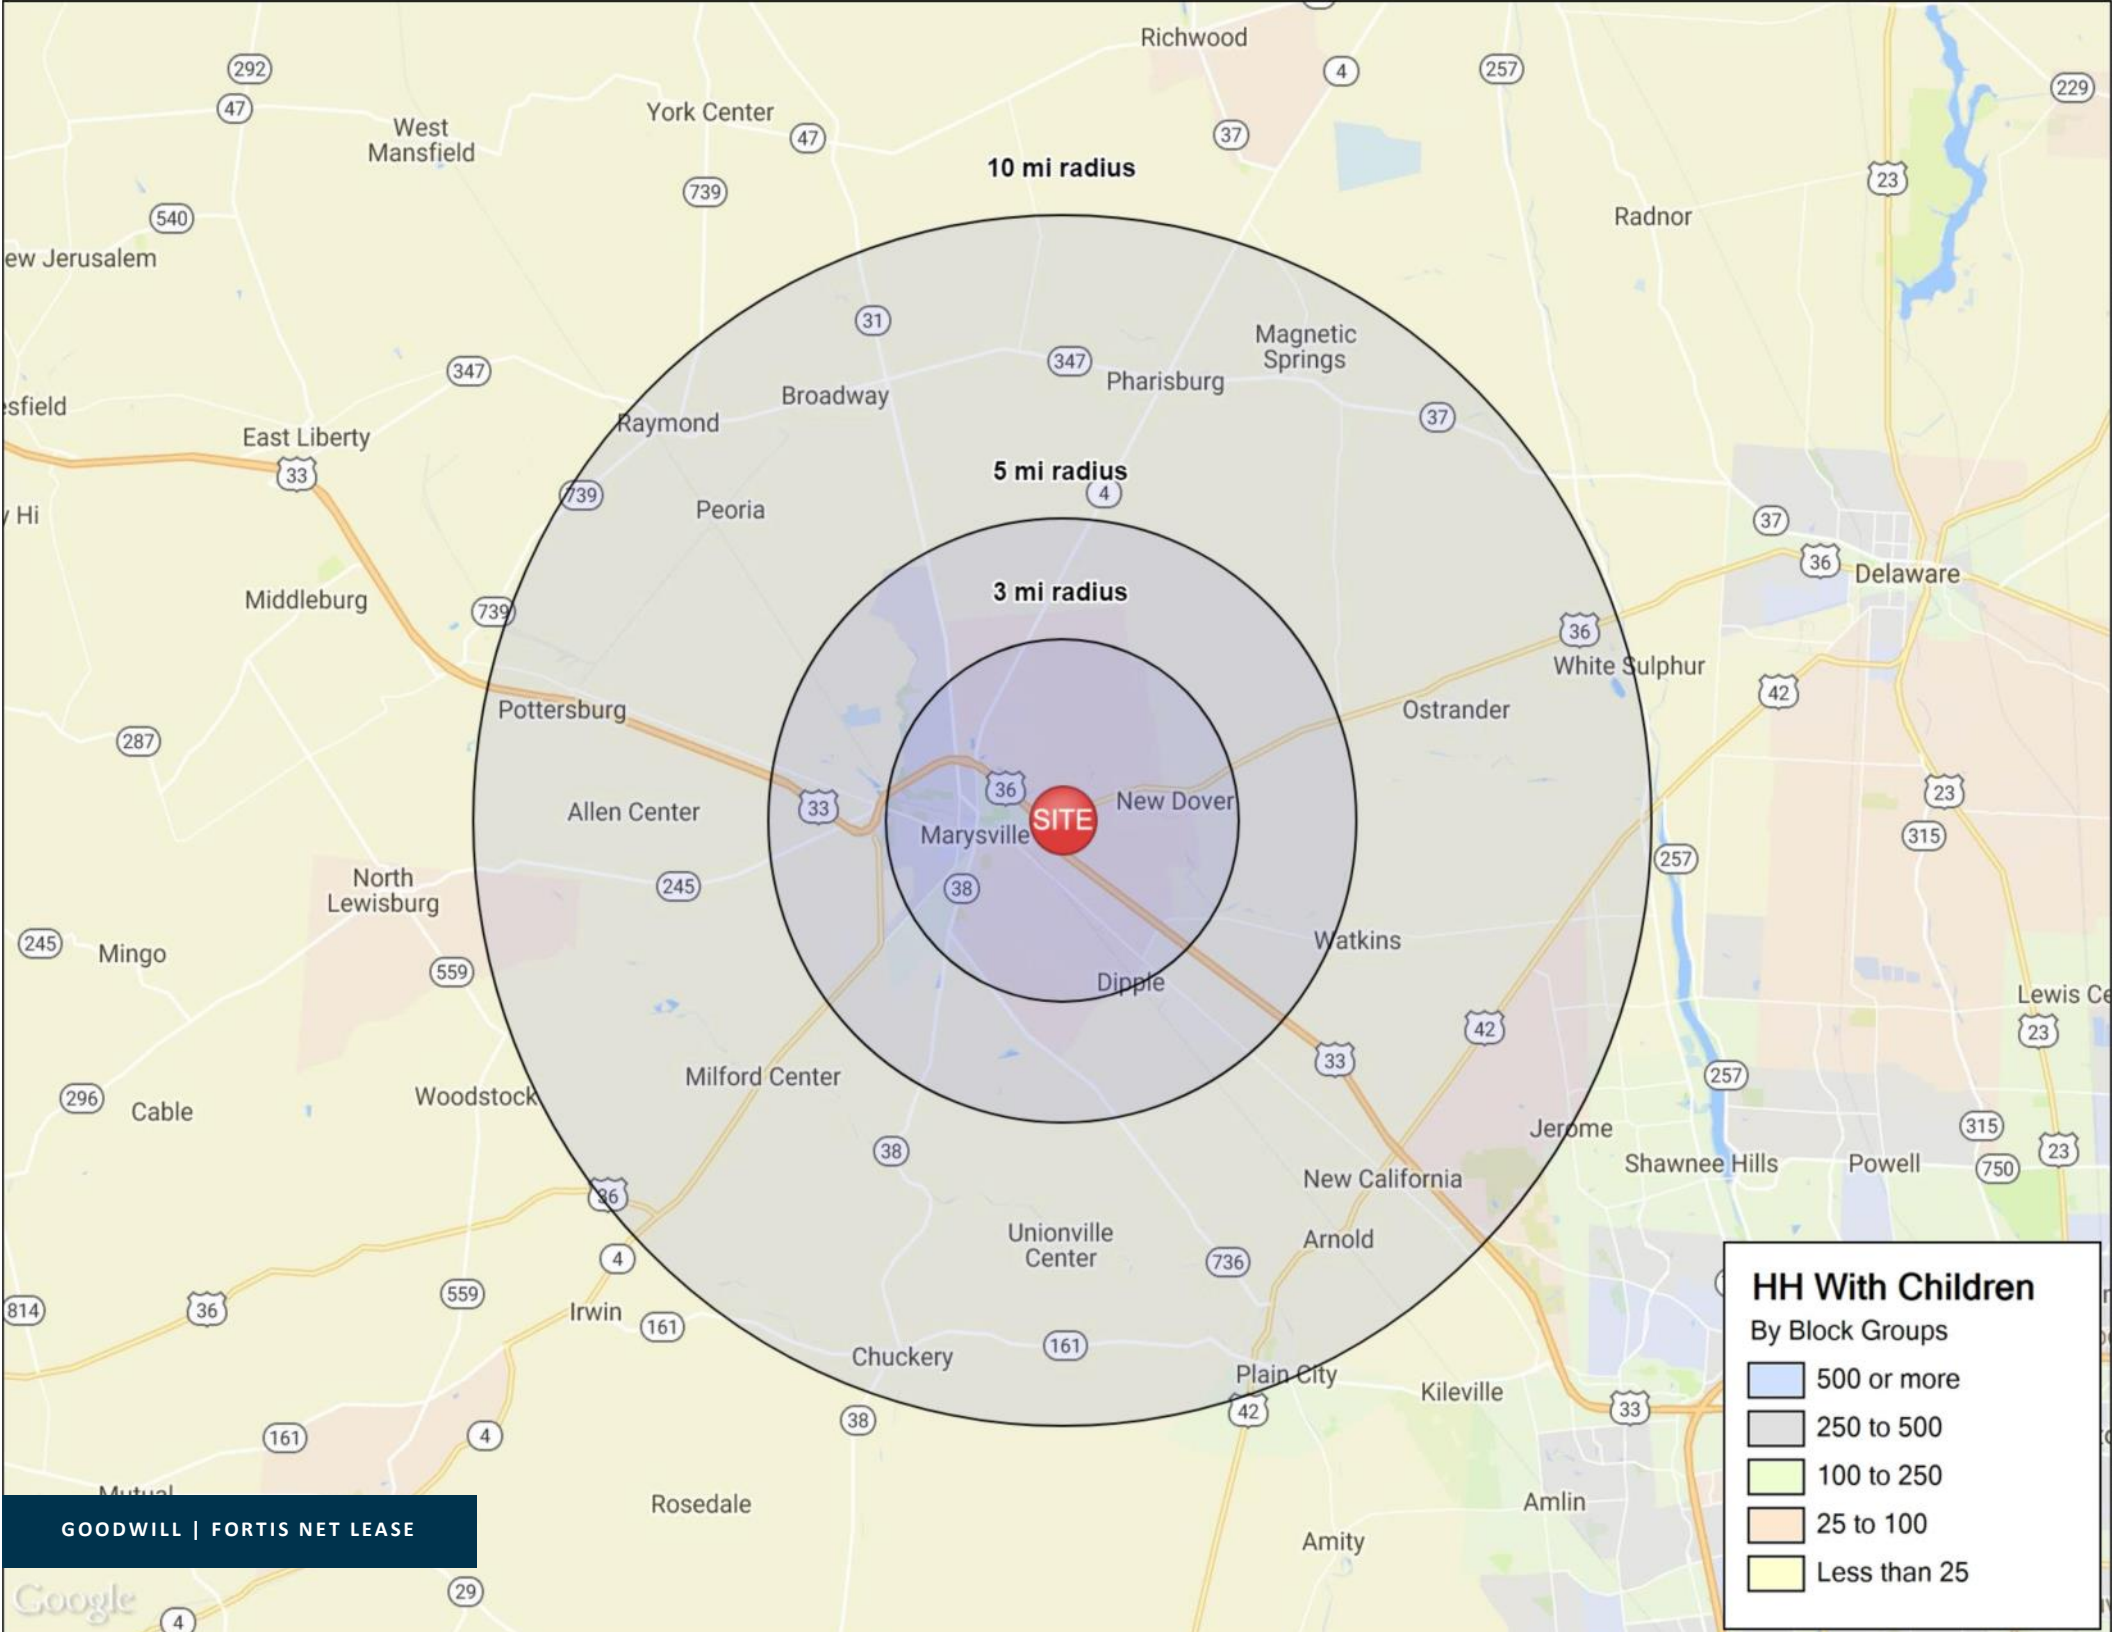 Richwood
292
4
257
229
47
York Center
West
Mansfield
47
37
10 mi radius
23
739
540
Radnor
ew Jerusalem
31
Magnetic
Springs
347
347
Pharisburg
Broadway
sfield
37
Raymond
East Liberty
33
5 mi radius
4
739
Peoria
Hi
37
36
Delaware
3 mi radius
Middleburg
739
36
White Sulphur
42
Pottersburg
Ostrander
287
36
23
New Dover
33
Allen Center
SITE
Marysville
315
257
North
Lewisburg
245
38
245
Mingo
Watkins
559
Dipple
Lewis Ce
42
23
33
Milford Center
257
Woodstock
296
Cable
Jerome
315
38
23
Shawnee Hills
Powell
750
New California
36
Unionville
Center
Arnold
4
736
HH With Children
559
814
36
Irwin
161
By Block Groups
161
Chuckery
500 or more
Plain City
Kileville
42
33
38
250 to 500
161
4
100 to 250
Mutual
Rosedale
Amlin
25 to 100
GOODWILL | FORTIS NET LEASE
Amity
Less than 25
29
Google
4